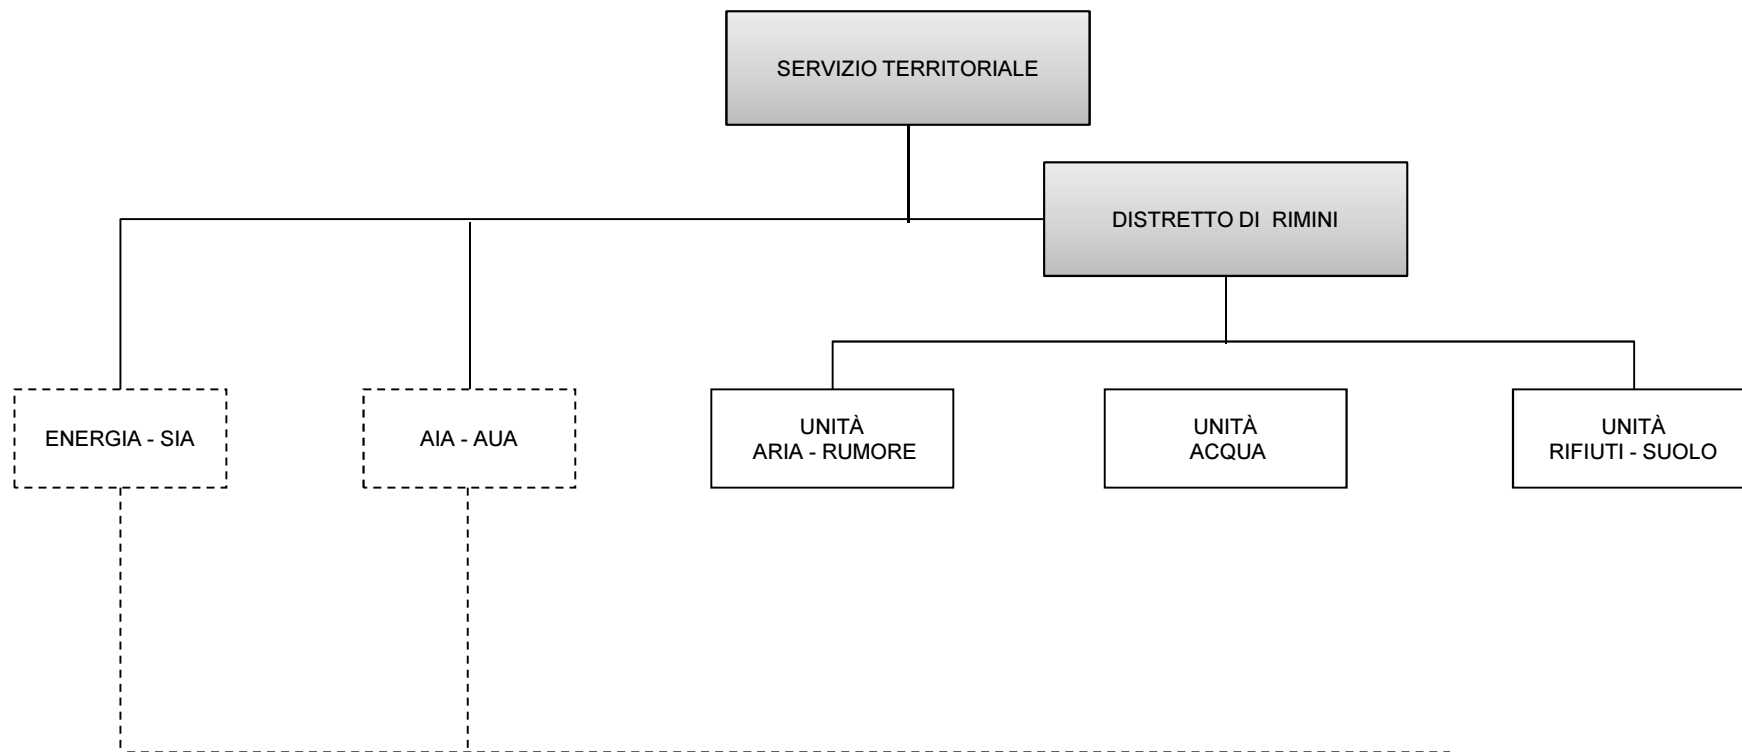 SERVIZIO TERRITORIALE
DISTRETTO DI  RIMINI
ENERGIA - SIA
AIA - AUA
UNITÀ
ARIA - RUMORE
UNITÀ
ACQUA
UNITÀ
RIFIUTI - SUOLO